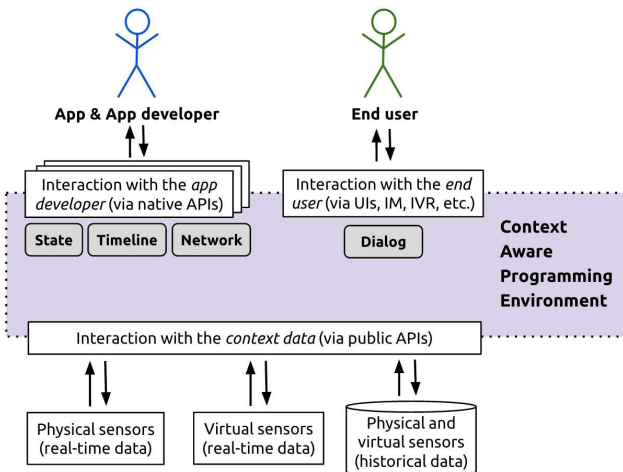 App & App developer
End user
Interaction with the app
developer (via native APIs)
Interaction with the end
user (via UIs, IM, IVR, etc.)
State
Timeline
Network
Dialog
Context
Aware
Programming
Environment
Interaction with the context data (via public APIs)
Physical sensors
(real-time data)
Virtual sensors
(real-time data)
Physical and
virtual sensors
(historical data)